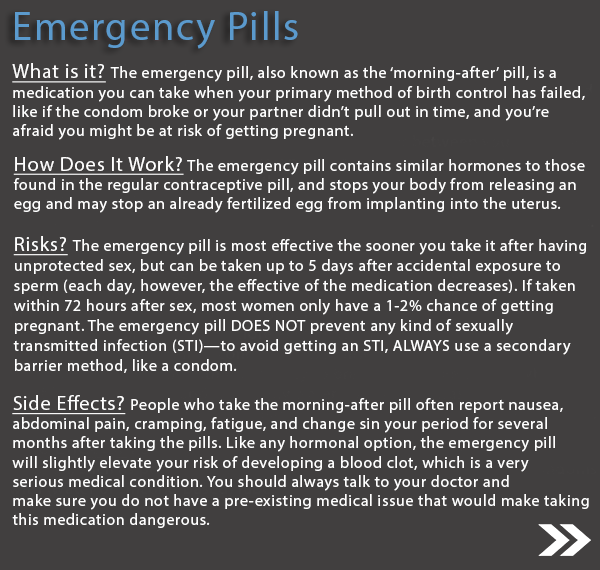 Emergency Pills
What is it? The emergency pill, also known as the ‘morning-after’ pill, is a
medication you can take when your primary method of birth control has failed,
like if the condom broke or your partner didn’t pull out in time, and you’re
afraid you might be at risk of getting pregnant.
How Does It Work? The emergency pill contains similar hormones to those
found in the regular contraceptive pill, and stops your body from releasing an
egg and may stop an already fertilized egg from implanting into the uterus.
Risks? The emergency pill is most effective the sooner you take it after having
unprotected sex, but can be taken up to 5 days after accidental exposure to
sperm (each day, however, the effective of the medication decreases). If taken
within 72 hours after sex, most women only have a 1-2% chance of getting
pregnant. The emergency pill DOES NOT prevent any kind of sexually
transmitted infection (STI)—to avoid getting an STI, ALWAYS use a secondary
barrier method, like a condom.
Side Effects? People who take the morning-after pill often report nausea,
abdominal pain, cramping, fatigue, and change sin your period for several
months after taking the pills. Like any hormonal option, the emergency pill
will slightly elevate your risk of developing a blood clot, which is a very
serious medical condition. You should always talk to your doctor and
make sure you do not have a pre-existing medical issue that would make taking
this medication dangerous.